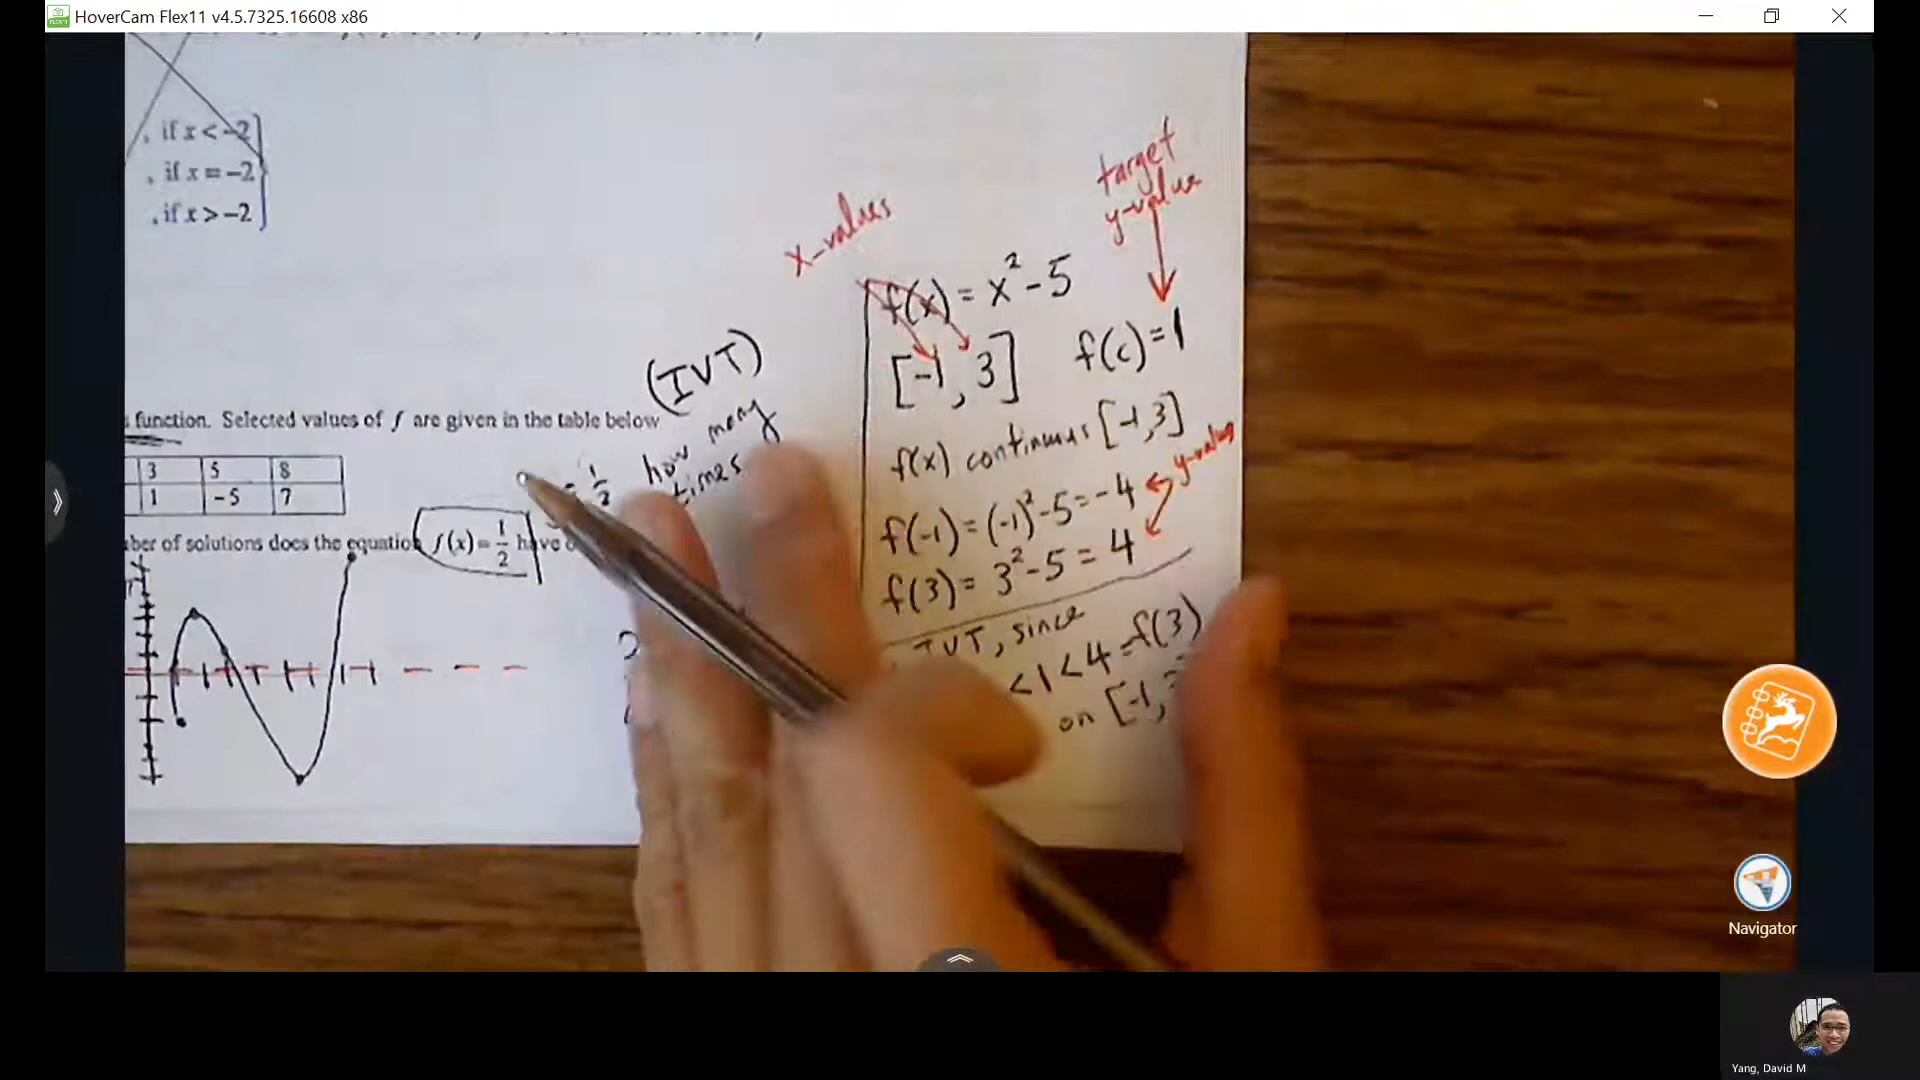 HoverCam Flex11 v4.5.7325.16608 x86
, if x < -2
, if x = -2
, if x > -2
x-values
target
y-value
f(x) = x² - 5
[-1, 3] f(c) = 1
(IVT)
function. Selected values of f are given in the table below
how many
times
= 1/2
3 5 8
1 -5 7
f(x) continuous [-1, 3]
y-values
f(-1) = (-1)² - 5 = -4
f(3) = 3² - 5 = 4
of solutions does the equation f(x) = 1/2 have
IVT, since
< 1 < 4 = f(3)
on [-1,
Navigator
Yang, David M